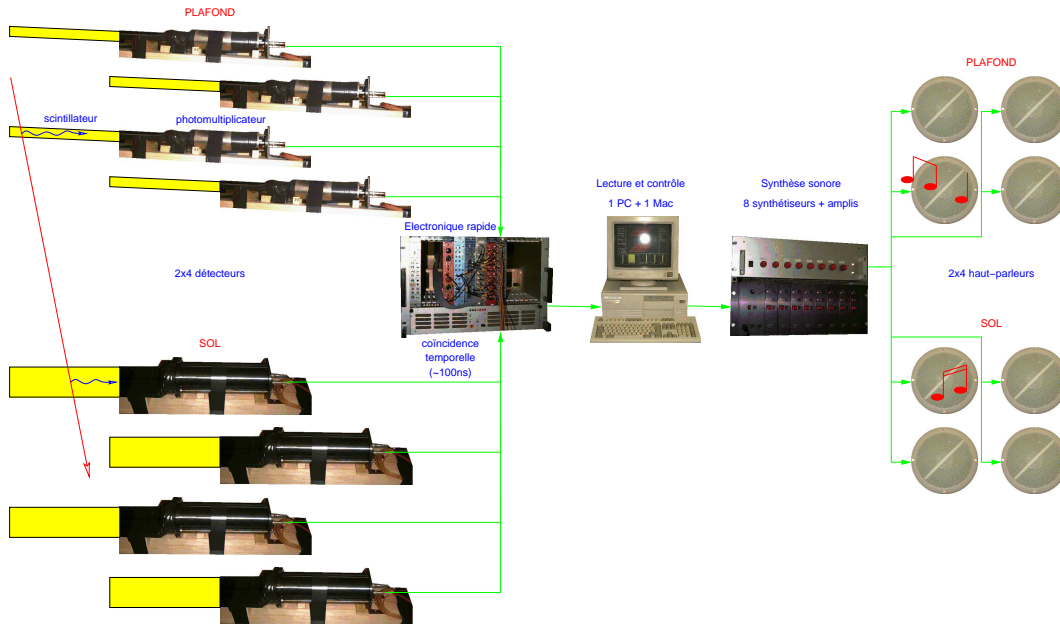 PLAFOND
scintillateur
photomultiplicateur
2x4 détecteurs
SOL
Electronique rapide
coïncidence
temporelle
(~100ns)
Lecture et contrôle
1 PC + 1 Mac
Synthèse sonore
8 synthétiseurs + amplis
PLAFOND
2x4 haut−parleurs
SOL